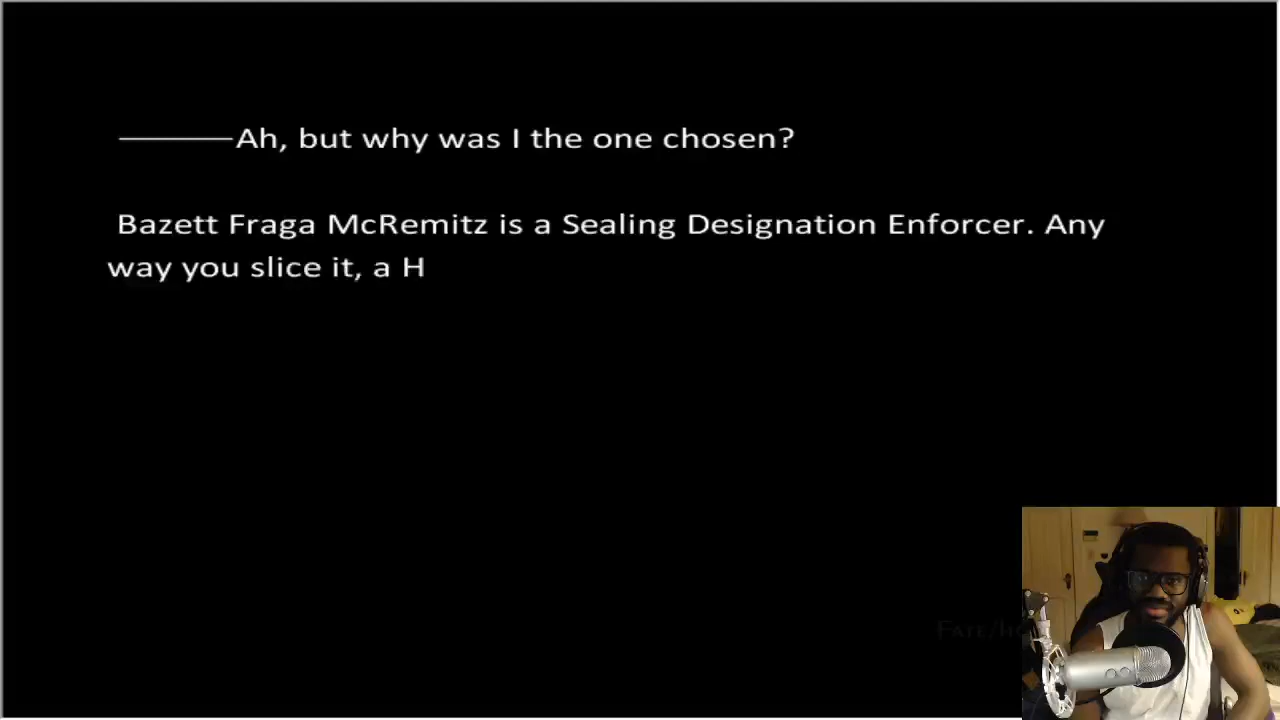 ————Ah, but why was I the one chosen?
Bazett Fraga McRemitz is a Sealing Designation Enforcer. Any
way you slice it, a H